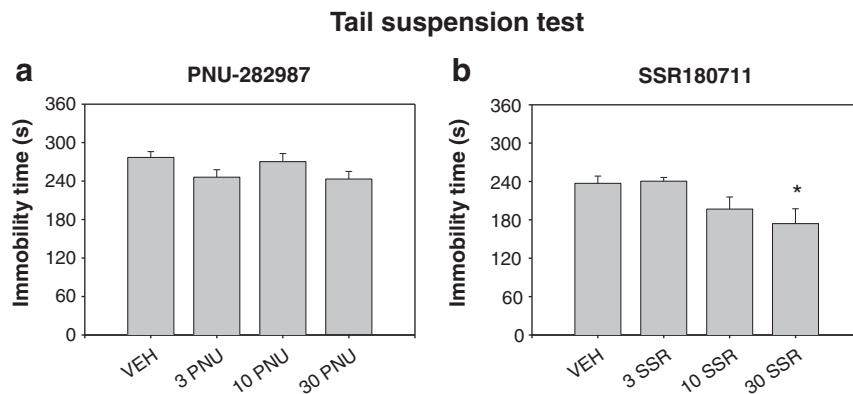 Tail suspension test
a
PNU-282987
Immobility time (s)
360
300
240
180
120
60
0
VEH
3 PNU
10 PNU
30 PNU
b
SSR180711
Immobility time (s)
360
300
240
180
120
60
0
*
VEH
3 SSR
10 SSR
30 SSR